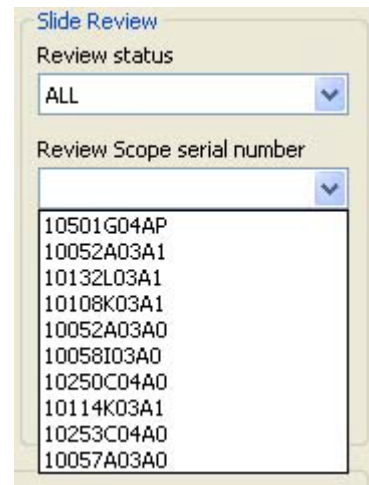 Slide Review
Review status
ALL
Review Scope serial number
10501G04AP
10052A03A1
10132L03A1
10108K03A1
10052A03A0
10058I03A0
10250C04A0
10114K03A1
10253C04A0
10057A03A0